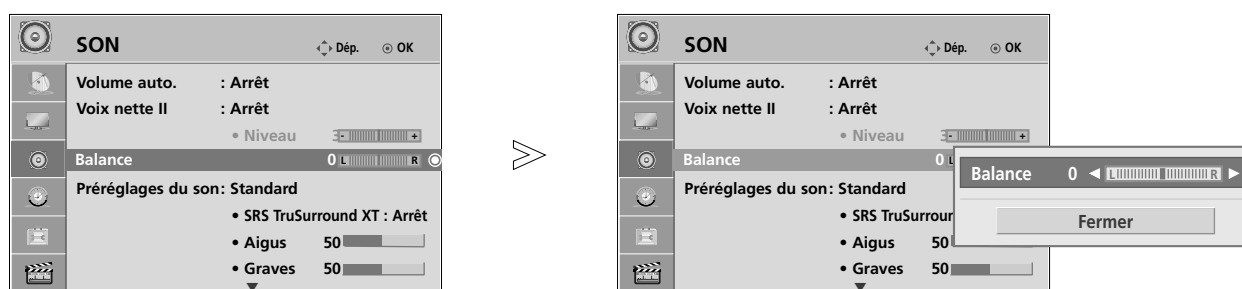 SON Dép. OK
Volume auto. : Arrêt
Voix nette II : Arrêt
• Niveau 3 - +
Balance 0 L R
Préréglages du son: Standard
• SRS TruSurround XT : Arrêt
• Aigus 50
• Graves 50
SON Dép. OK
Volume auto. : Arrêt
Voix nette II : Arrêt
• Niveau 3 - +
Balance 0 L
Préréglages du son: Standard
• SRS TruSurroun
• Aigus 50
• Graves 50
Balance 0 L R
Fermer